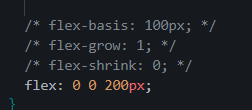 /* flex-basis: 100px; */
/* flex-grow: 1; */
/* flex-shrink: 0; */
flex: 0 0 200px;
}